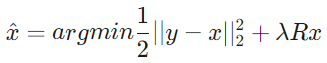 x̂ = argmin 1/2 ||y − x||₂² + λRx